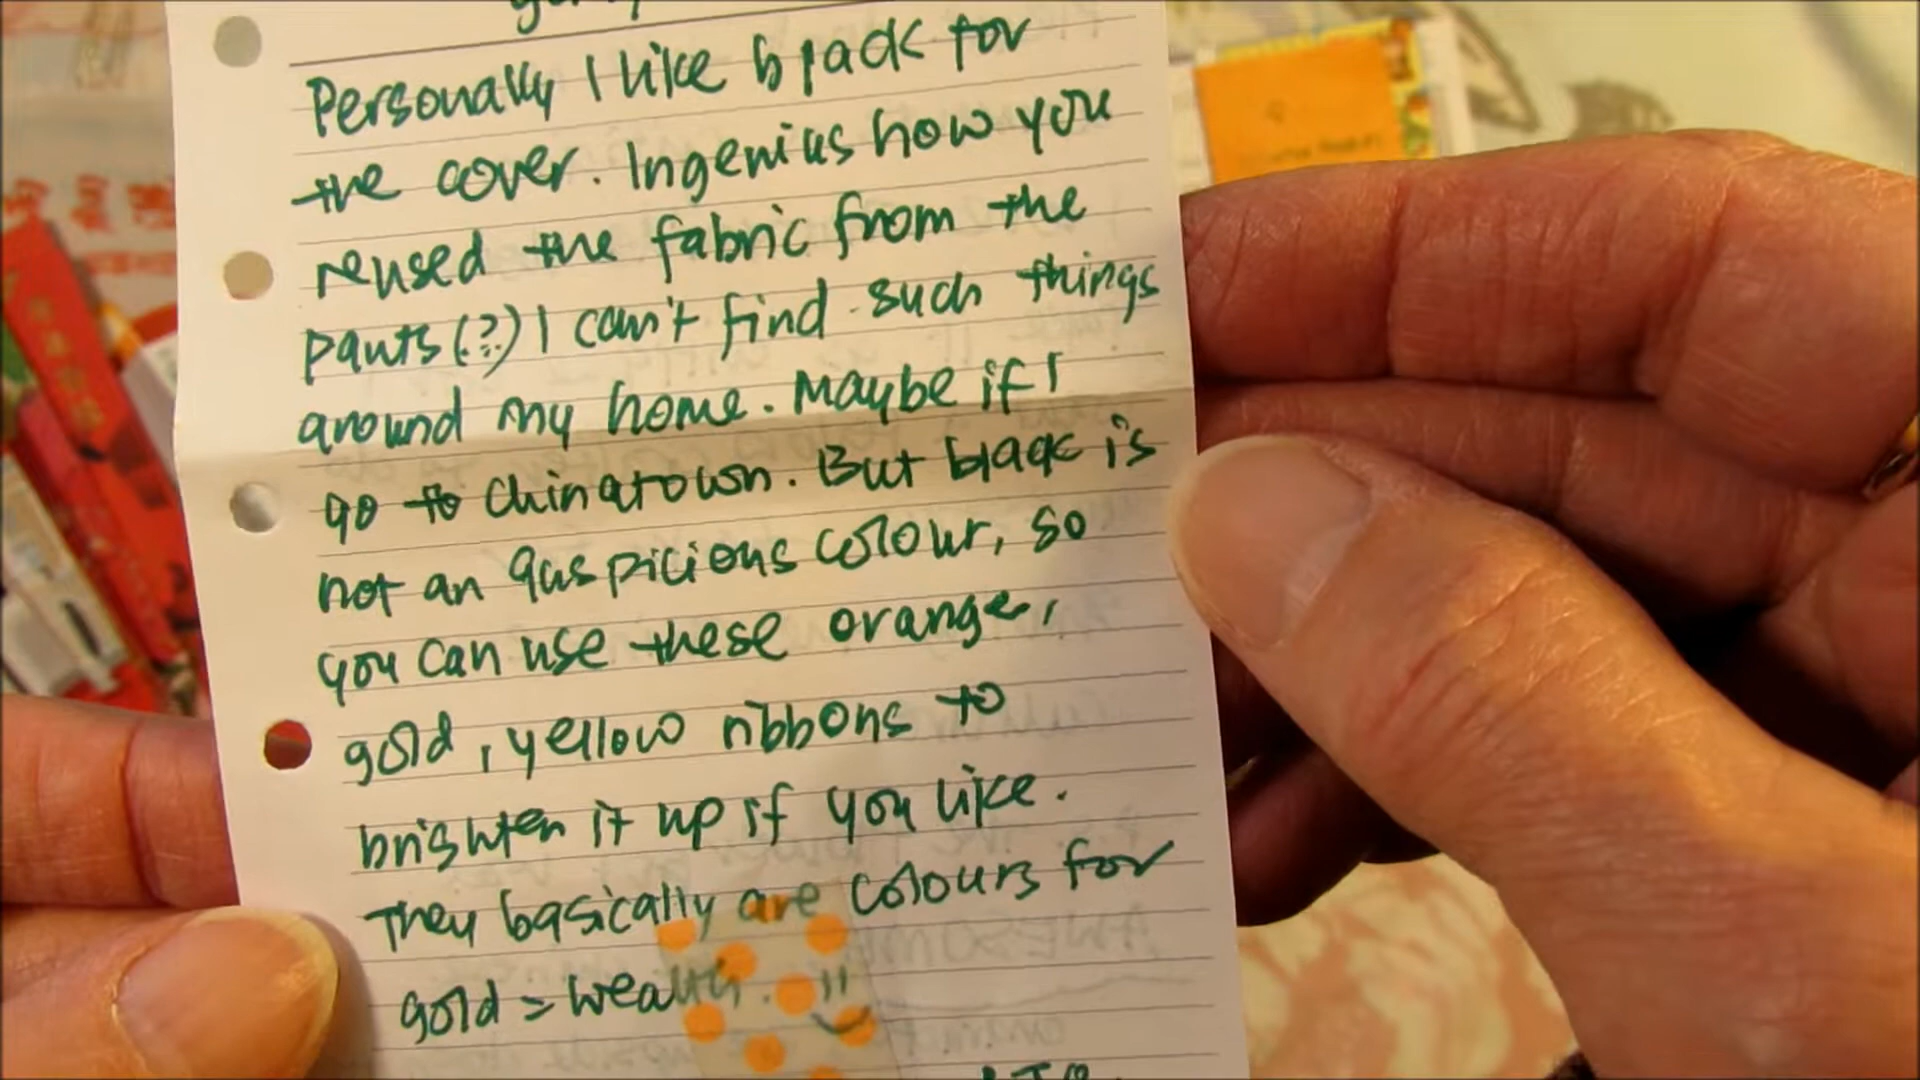 Personally I like black for
the cover. Ingenius how you
reused the fabric from the
pants (?) I can't find such things
around my home. Maybe if I
go to Chinatown. But black is
not an auspicious colour, so
you can use these orange,
gold, yellow ribbons to
brighten it up if you like.
They basically are colours for
gold = wealth.